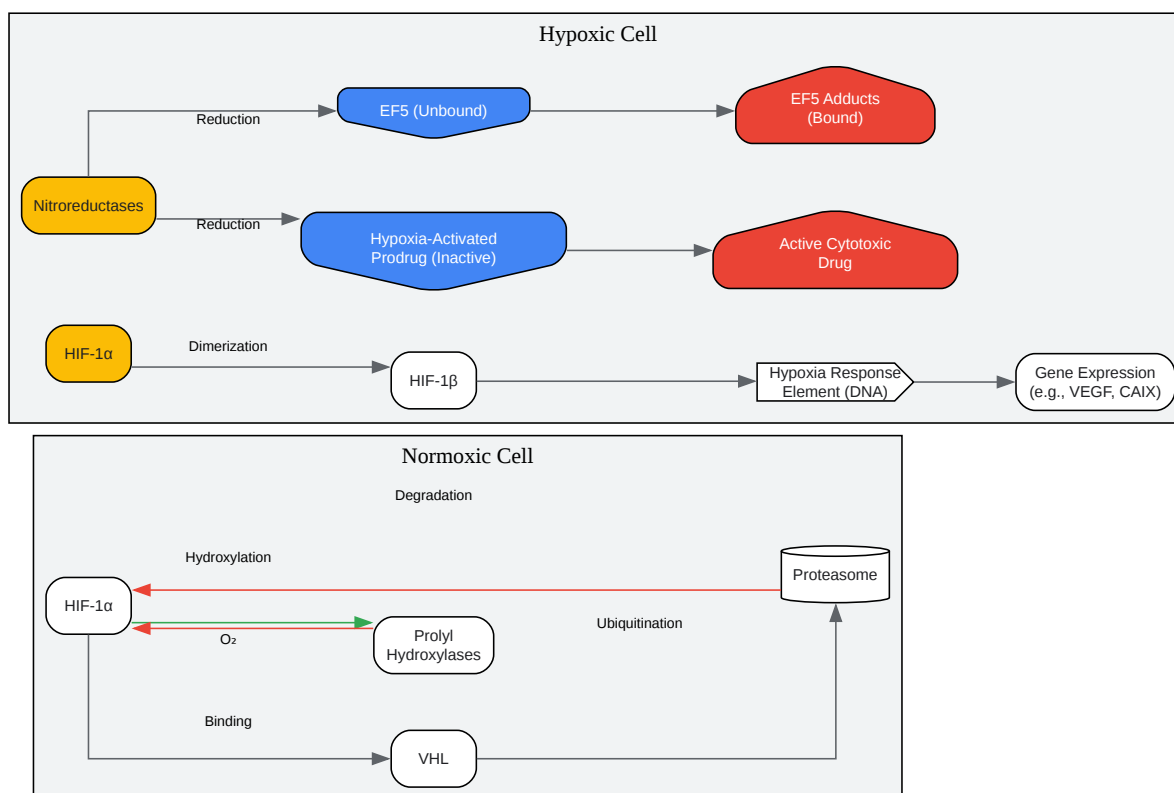 Hypoxic Cell
EF5 (Unbound)
EF5 Adducts
(Bound)
Reduction
Nitroreductases
Reduction
Hypoxia-Activated
Prodrug (Inactive)
Active Cytotoxic
Drug
HIF-1α
Dimerization
HIF-1β
Hypoxia Response
Element (DNA)
Gene Expression
(e.g., VEGF, CAIX)
Normoxic Cell
Degradation
Hydroxylation
Proteasome
HIF-1α
O₂
Prolyl
Hydroxylases
Ubiquitination
Binding
VHL